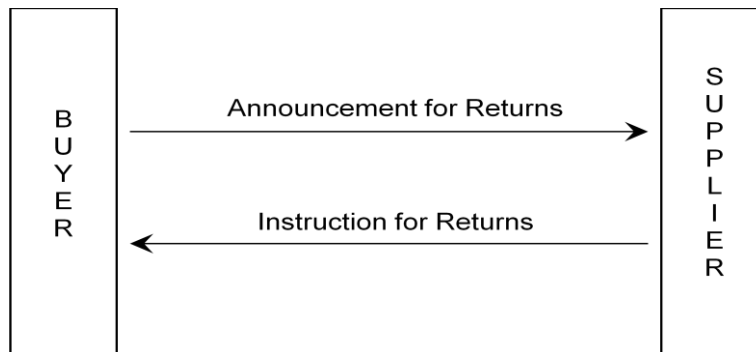 BUYER
Announcement for Returns
Instruction for Returns
SUPPLIER